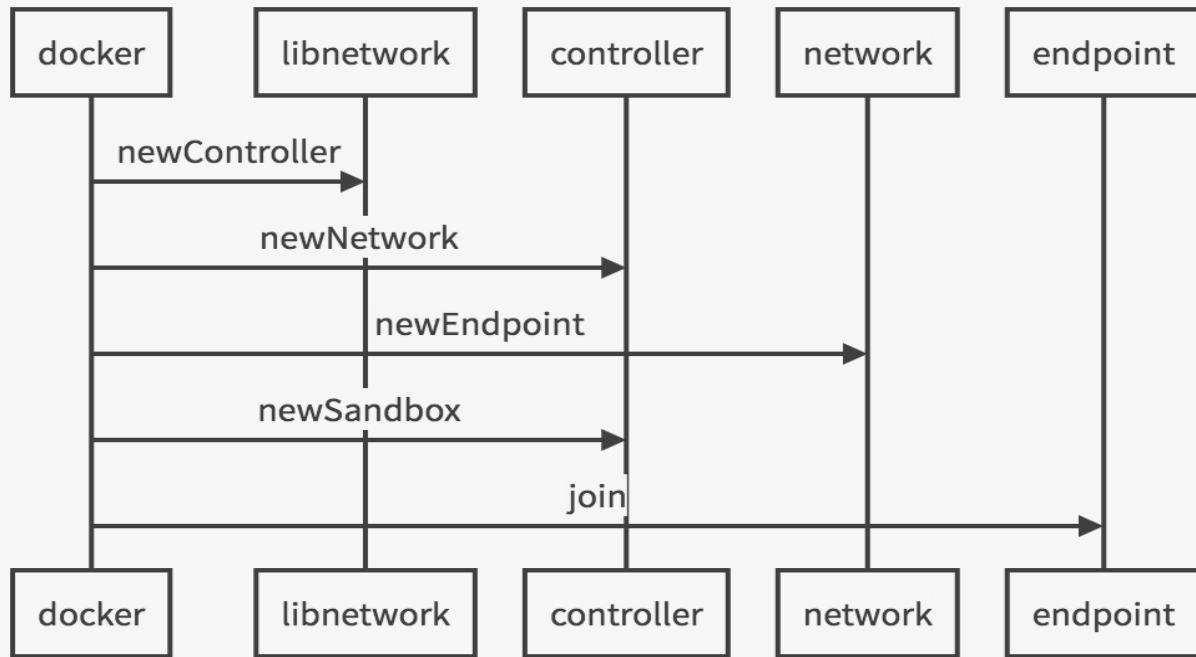 docker libnetwork controller network endpoint
newController
newNetwork
newEndpoint
newSandbox
join
docker libnetwork controller network endpoint